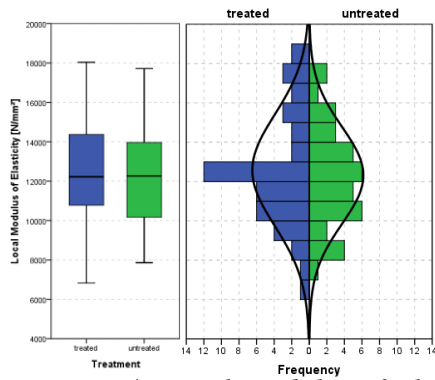 treated untreated
Local Modulus of Elasticity [N/mm²]
20000
18000
16000
14000
12000
10000
8000
6000
4000
treated untreated
Treatment
14 12 10 8 6 4 2 0 2 4 6 8 10 12 14
Frequency